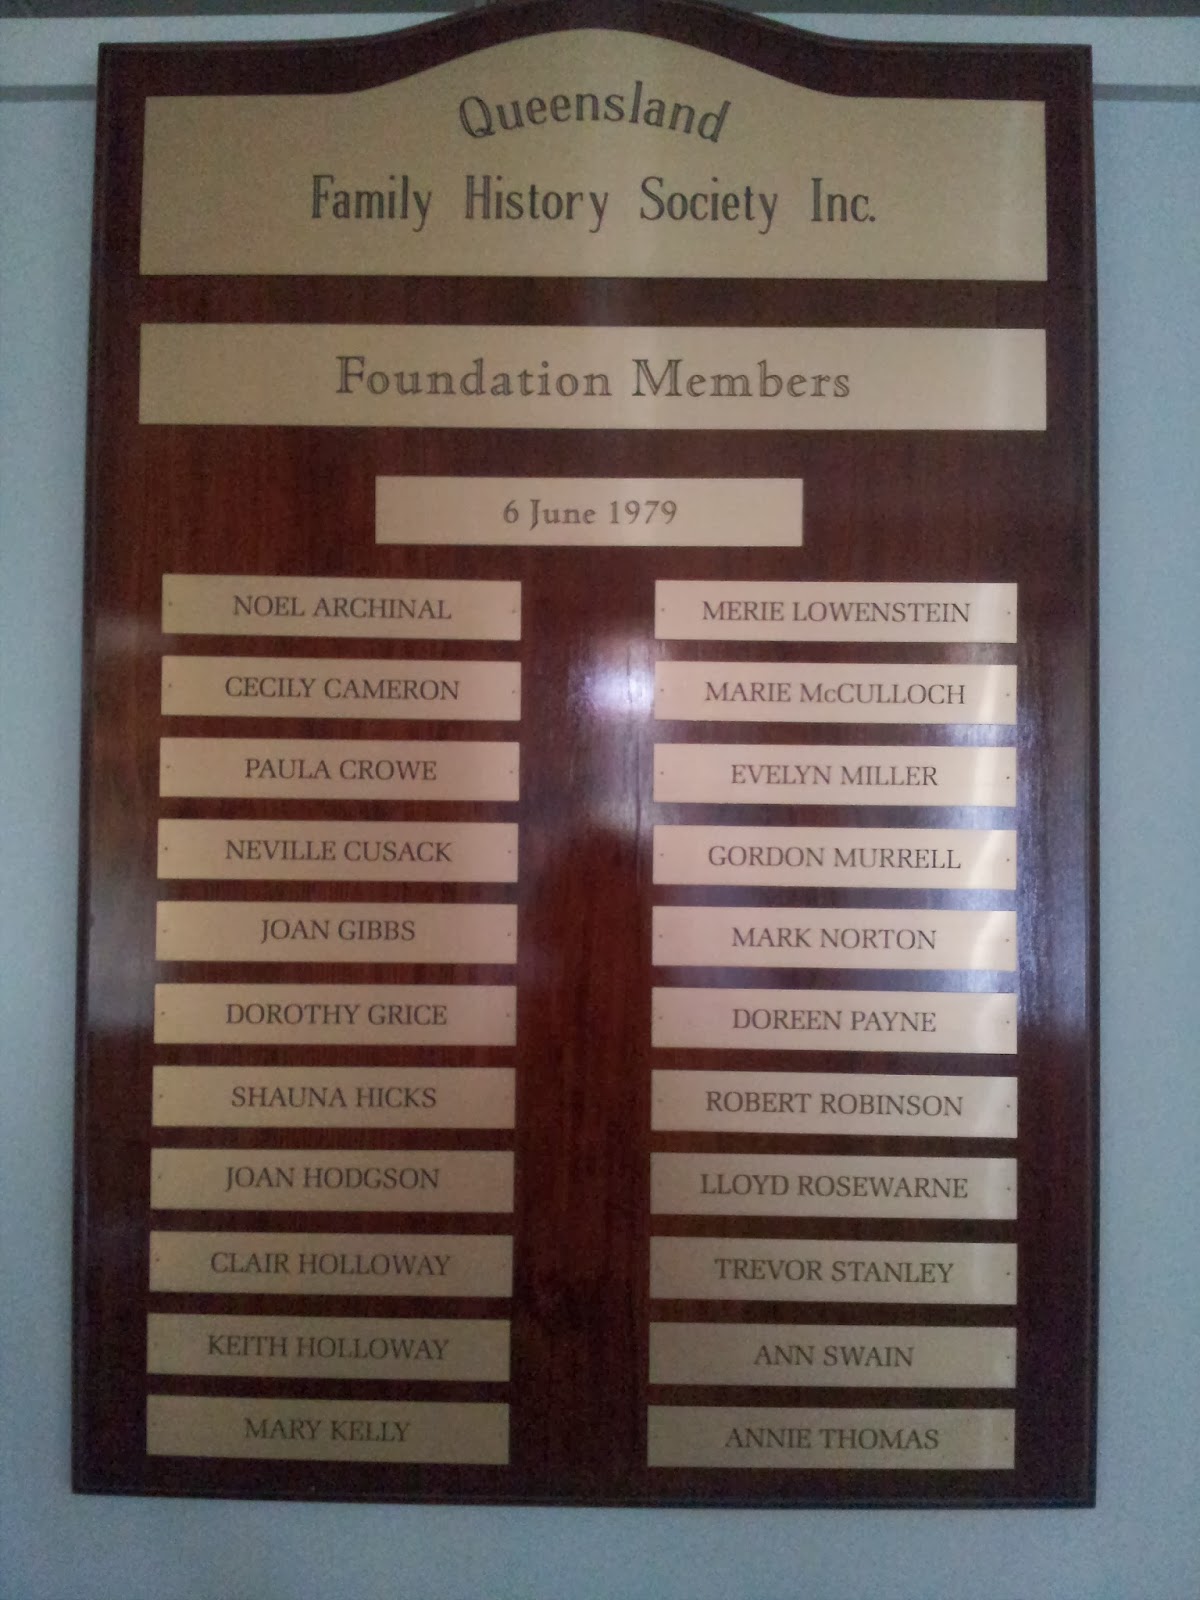 Queensland
Family History Society Inc.
Foundation Members
6 June 1979
NOEL ARCHINAL
CECILY CAMERON
PAULA CROWE
NEVILLE CUSACK
JOAN GIBBS
DOROTHY GRICE
SHAUNA HICKS
JOAN HODGSON
CLAIR HOLLOWAY
KEITH HOLLOWAY
MARY KELLY
MERIE LOWENSTEIN
MARIE McCULLOCH
EVELYN MILLER
GORDON MURRELL
MARK NORTON
DOREEN PAYNE
ROBERT ROBINSON
LLOYD ROSEWARNE
TREVOR STANLEY
ANN SWAIN
ANNIE THOMAS